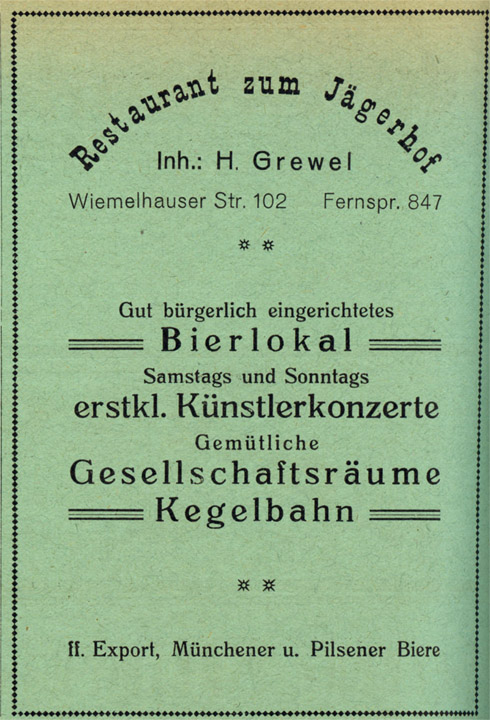 Restaurant zum Jägerhof
Inh.: H. Grewel
Wiemelhauser Str. 102 Fernspr. 847
Gut bürgerlich eingerichtetes
Bierlokal
Samstags und Sonntags
erstkl. Künstlerkonzerte
Gemütliche
Gesellschaftsräume
Kegelbahn
ff. Export, Münchener u. Pilsener Biere